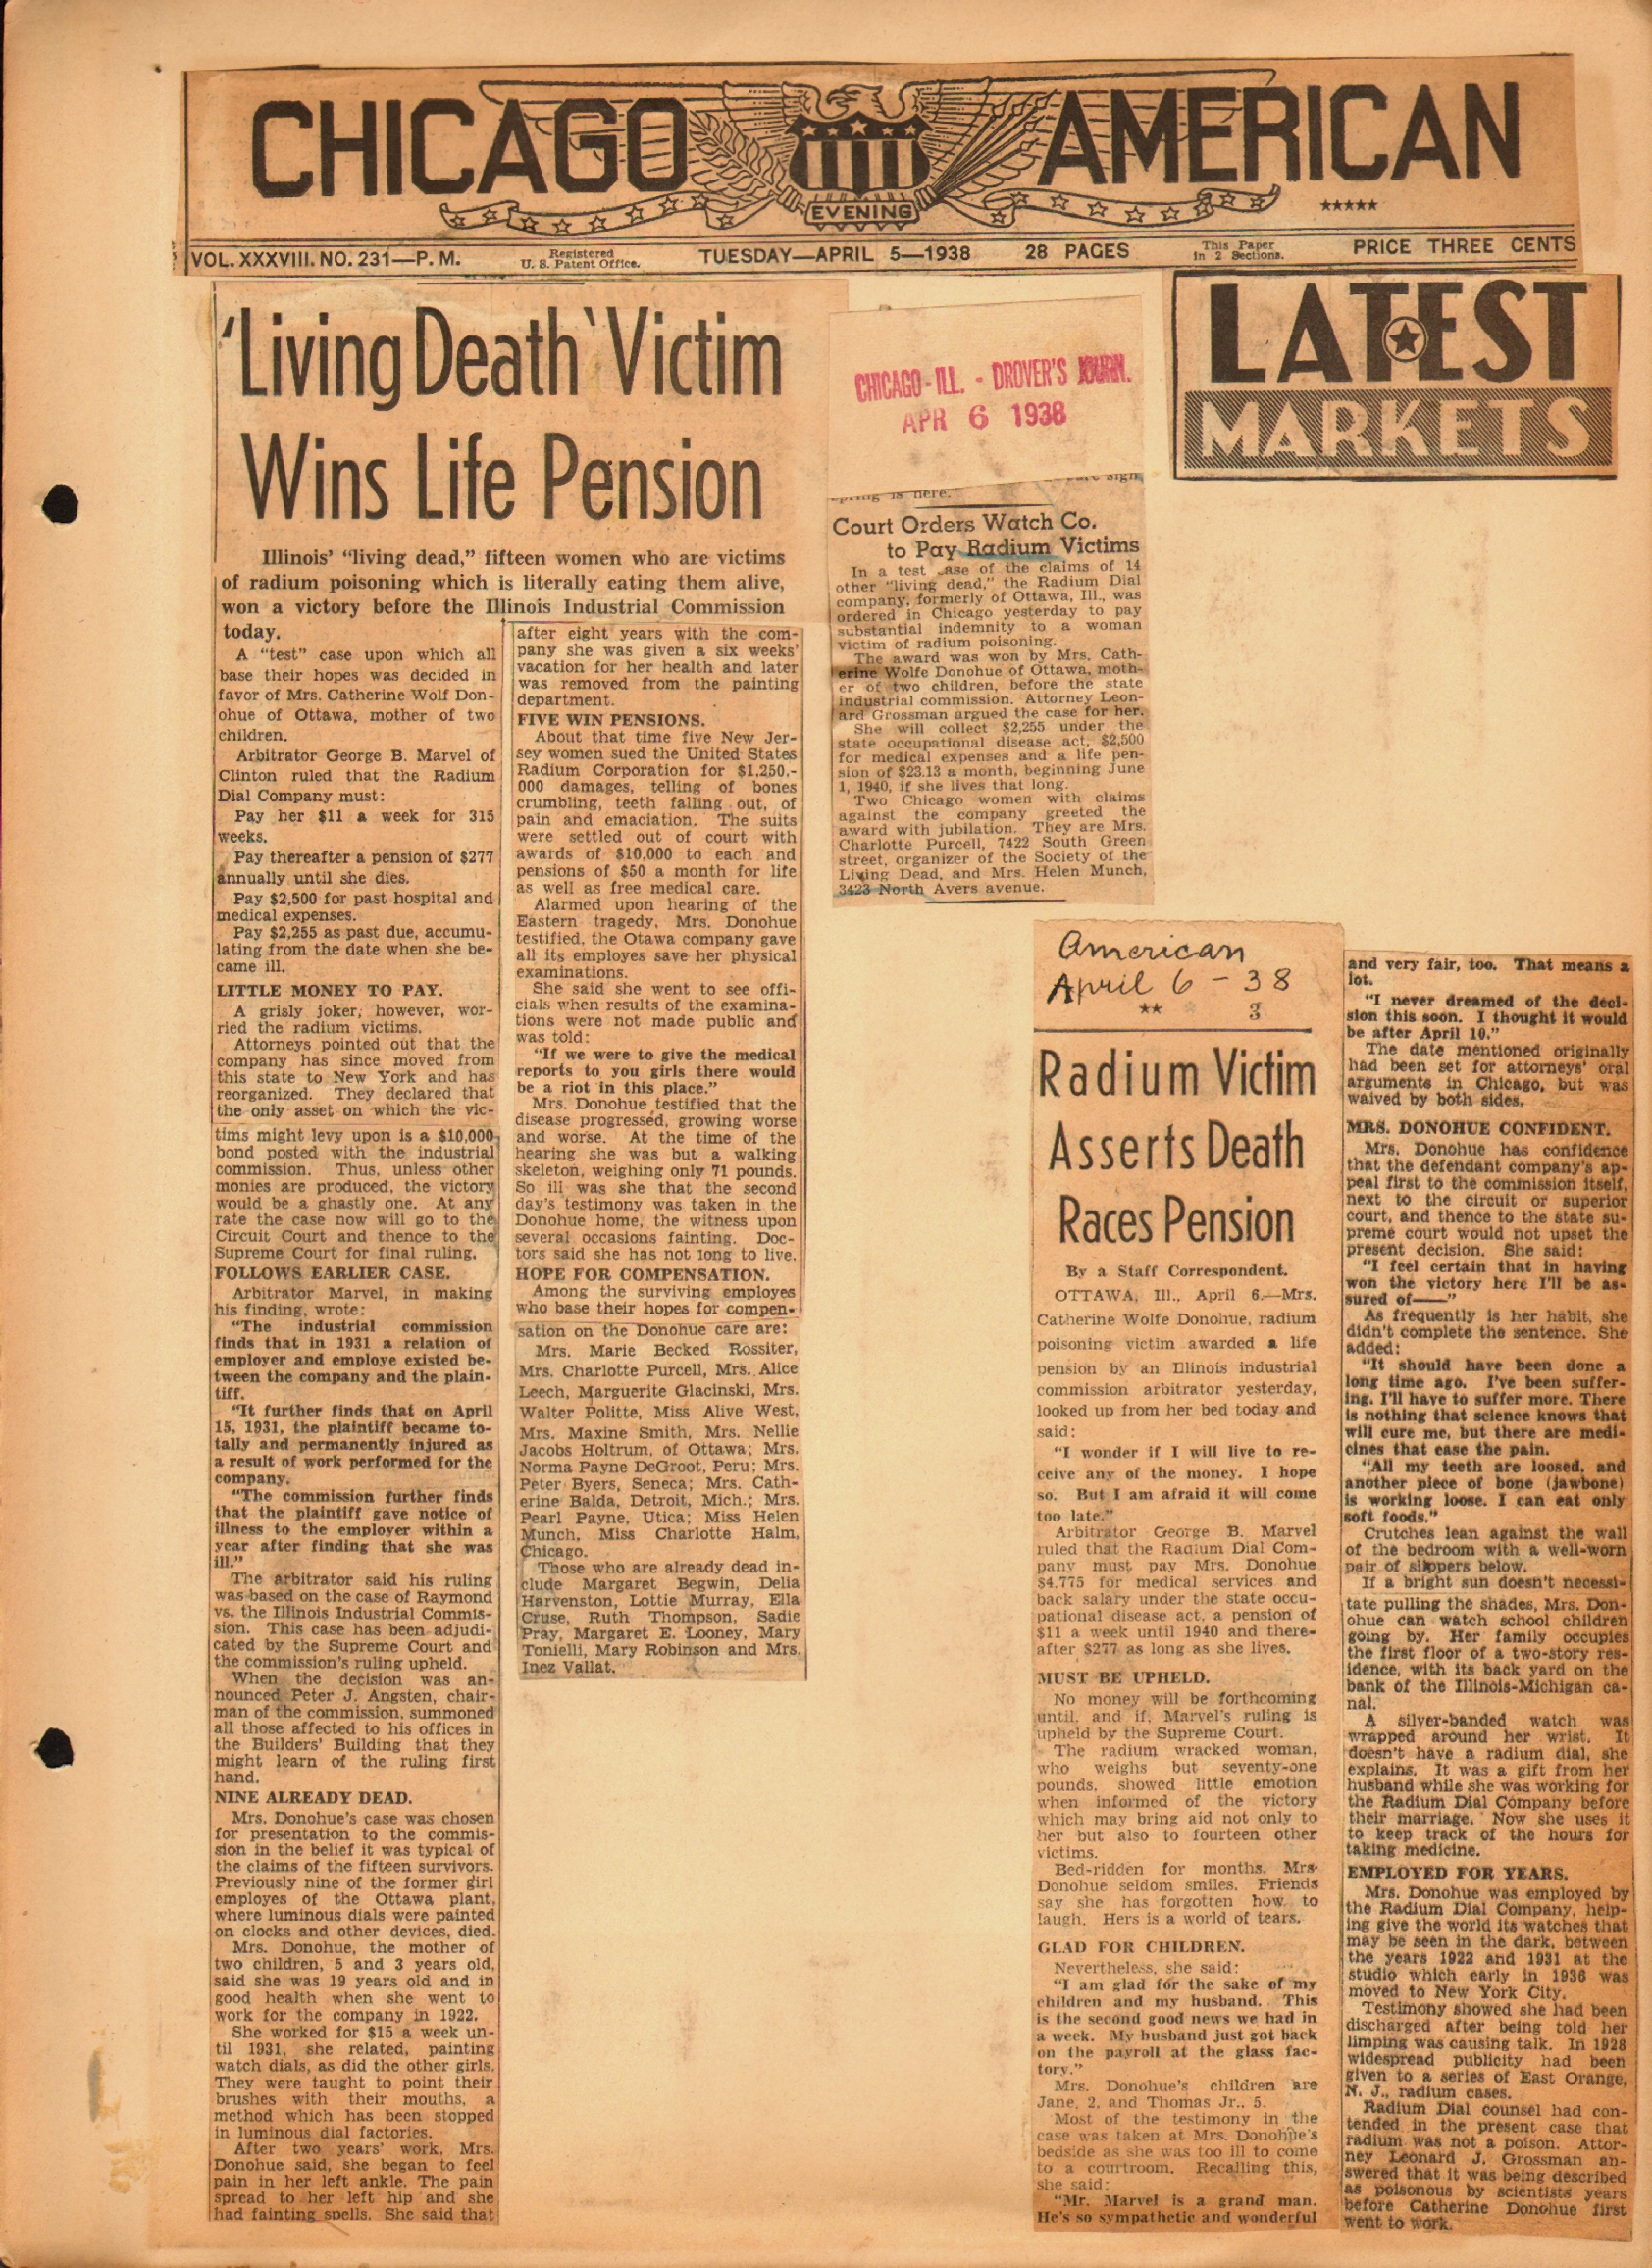 CHICAGO AMERICAN
EVENING
★★★★★
VOL. XXXVIII. NO. 231—P. M.
Registered
U. S. Patent Office.
TUESDAY—APRIL 5—1938
28 PAGES
This Paper
in 2 Sections.
PRICE THREE CENTS
LATEST
MARKETS
'Living Death' Victim
Wins Life Pension
Illinois' "living dead," fifteen women who are victims
of radium poisoning which is literally eating them alive,
won a victory before the Illinois Industrial Commission
today.
A "test" case upon which all
base their hopes was decided in
favor of Mrs. Catherine Wolf Don-
ohue of Ottawa, mother of two
children.
Arbitrator George B. Marvel of
Clinton ruled that the Radium
Dial Company must:
Pay her $11 a week for 315
weeks.
Pay thereafter a pension of $277
annually until she dies.
Pay $2,500 for past hospital and
medical expenses.
Pay $2,255 as past due, accumu-
lating from the date when she be-
came ill.
LITTLE MONEY TO PAY.
A grisly joker, however, wor-
ried the radium victims.
Attorneys pointed out that the
company has since moved from
this state to New York and has
reorganized. They declared that
the only asset on which the vic-
tims might levy upon is a $10,000
bond posted with the industrial
commission. Thus, unless other
monies are produced, the victory
would be a ghastly one. At any
rate the case now will go to the
Circuit Court and thence to the
Supreme Court for final ruling.
FOLLOWS EARLIER CASE.
Arbitrator Marvel, in making
his finding, wrote:
"The industrial commission
finds that in 1931 a relation of
employer and employe existed be-
tween the company and the plain-
tiff.
"It further finds that on April
15, 1931, the plaintiff became to-
tally and permanently injured as
a result of work performed for the
company.
"The commission further finds
that the plaintiff gave notice of
illness to the employer within a
year after finding that she was
ill."
The arbitrator said his ruling
was based on the case of Raymond
vs. the Illinois Industrial Commis-
sion. This case has been adjudi-
cated by the Supreme Court and
the commission's ruling upheld.
When the decision was an-
nounced Peter J. Angsten, chair-
man of the commission, summoned
all those affected to his offices in
the Builders' Building that they
might learn of the ruling first
hand.
NINE ALREADY DEAD.
Mrs. Donohue's case was chosen
for presentation to the commis-
sion in the belief it was typical of
the claims of the fifteen survivors.
Previously nine of the former girl
employes of the Ottawa plant,
where luminous dials were painted
on clocks and other devices, died.
Mrs. Donohue, the mother of
two children, 5 and 3 years old,
said she was 19 years old and in
good health when she went to
work for the company in 1922.
She worked for $15 a week un-
til 1931, she related, painting
watch dials, as did the other girls.
They were taught to point their
brushes with their mouths, a
method which has been stopped
in luminous dial factories.
After two years' work, Mrs.
Donohue said, she began to feel
pain in her left ankle. The pain
spread to her left hip and she
had fainting spells. She said that
after eight years with the com-
pany she was given a six weeks'
vacation for her health and later
was removed from the painting
department.
FIVE WIN PENSIONS.
About that time five New Jer-
sey women sued the United States
Radium Corporation for $1,250,-
000 damages, telling of bones
crumbling, teeth falling out, of
pain and emaciation. The suits
were settled out of court with
awards of $10,000 to each and
pensions of $50 a month for life
as well as free medical care.
Alarmed upon hearing of the
Eastern tragedy, Mrs. Donohue
testified, the Otawa company gave
all its employes save her physical
examinations.
She said she went to see offi-
cials when results of the examina-
tions were not made public and
was told:
"If we were to give the medical
reports to you girls there would
be a riot in this place."
Mrs. Donohue testified that the
disease progressed, growing worse
and worse. At the time of the
hearing she was but a walking
skeleton, weighing only 71 pounds.
So ill was she that the second
day's testimony was taken in the
Donohue home, the witness upon
several occasions fainting. Doc-
tors said she has not long to live.
HOPE FOR COMPENSATION.
Among the surviving employes
who base their hopes for compen-
sation on the Donohue care are:
Mrs. Marie Becked Rossiter,
Mrs. Charlotte Purcell, Mrs. Alice
Leech, Marguerite Glacinski, Mrs.
Walter Politte, Miss Alive West,
Mrs. Maxine Smith, Mrs. Nellie
Jacobs Holtrum, of Ottawa; Mrs.
Norma Payne DeGroot, Peru; Mrs.
Peter Byers, Seneca; Mrs. Cath-
erine Balda, Detroit, Mich.; Mrs.
Pearl Payne, Utica; Miss Helen
Munch, Miss Charlotte Halm,
Chicago.
Those who are already dead in-
clude Margaret Begwin, Delia
Harvenston, Lottie Murray, Ella
Cruse, Ruth Thompson, Sadie
Pray, Margaret E. Looney, Mary
Tonielli, Mary Robinson and Mrs.
Inez Vallat.
CHICAGO-ILL. - DROVER'S JOURN.
APR 6 1938
sign
is here."
Court Orders Watch Co.
to Pay Radium Victims
In a test case of the claims of 14
other "living dead," the Radium Dial
company, formerly of Ottawa, Ill., was
ordered in Chicago yesterday to pay
substantial indemnity to a woman
victim of radium poisoning.
The award was won by Mrs. Cath-
erine Wolfe Donohue of Ottawa, moth-
er of two children, before the state
industrial commission. Attorney Leon-
ard Grossman argued the case for her.
She will collect $2,255 under the
state occupational disease act, $2,500
for medical expenses and a life pen-
sion of $23.13 a month, beginning June
1, 1940, if she lives that long.
Two Chicago women with claims
against the company greeted the
award with jubilation. They are Mrs.
Charlotte Purcell, 7422 South Green
street, organizer of the Society of the
Living Dead, and Mrs. Helen Munch,
3423 North Avers avenue.
American
April 6 - 38
★★ 3
Radium Victim
Asserts Death
Races Pension
By a Staff Correspondent.
OTTAWA, Ill., April 6.—Mrs.
Catherine Wolfe Donohue, radium
poisoning victim awarded a life
pension by an Illinois industrial
commission arbitrator yesterday,
looked up from her bed today and
said:
"I wonder if I will live to re-
ceive any of the money. I hope
so. But I am afraid it will come
too late."
Arbitrator George B. Marvel
ruled that the Radium Dial Com-
pany must pay Mrs. Donohue
$4,775 for medical services and
back salary under the state occu-
pational disease act, a pension of
$11 a week until 1940 and there-
after $277 as long as she lives.
MUST BE UPHELD.
No money will be forthcoming
until, and if, Marvel's ruling is
upheld by the Supreme Court.
The radium wracked woman,
who weighs but seventy-one
pounds, showed little emotion
when informed of the victory
which may bring aid not only to
her but also to fourteen other
victims.
Bed-ridden for months, Mrs.
Donohue seldom smiles. Friends
say she has forgotten how to
laugh. Hers is a world of tears.
GLAD FOR CHILDREN.
Nevertheless, she said:
"I am glad for the sake of my
children and my husband. This
is the second good news we had in
a week. My husband just got back
on the payroll at the glass fac-
tory."
Mrs. Donohue's children are
Jane, 2, and Thomas Jr., 5.
Most of the testimony in the
case was taken at Mrs. Donohue's
bedside as she was too ill to come
to a courtroom. Recalling this,
she said:
"Mr. Marvel is a grand man.
He's so sympathetic and wonderful
and very fair, too. That means a
lot.
"I never dreamed of the deci-
sion this soon. I thought it would
be after April 10."
The date mentioned originally
had been set for attorneys' oral
arguments in Chicago, but was
waived by both sides.
MRS. DONOHUE CONFIDENT.
Mrs. Donohue has confidence
that the defendant company's ap-
peal first to the commission itself,
next to the circuit or superior
court, and thence to the state su-
preme court would not upset the
present decision. She said:
"I feel certain that in having
won the victory here I'll be as-
sured of——"
As frequently is her habit, she
didn't complete the sentence. She
added:
"It should have been done a
long time ago. I've been suffer-
ing. I'll have to suffer more. There
is nothing that science knows that
will cure me, but there are medi-
cines that ease the pain.
"All my teeth are loosed, and
another piece of bone (jawbone)
is working loose. I can eat only
soft foods."
Crutches lean against the wall
of the bedroom with a well-worn
pair of slippers below.
If a bright sun doesn't necessi-
tate pulling the shades, Mrs. Don-
ohue can watch school children
going by. Her family occupies
the first floor of a two-story res-
idence, with its back yard on the
bank of the Illinois-Michigan ca-
nal.
A silver-banded watch was
wrapped around her wrist. It
doesn't have a radium dial, she
explains. It was a gift from her
husband while she was working for
the Radium Dial Company before
their marriage. Now she uses it
to keep track of the hours for
taking medicine.
EMPLOYED FOR YEARS.
Mrs. Donohue was employed by
the Radium Dial Company, help-
ing give the world its watches that
may be seen in the dark, between
the years 1922 and 1931 at the
studio which early in 1936 was
moved to New York City.
Testimony showed she had been
discharged after being told her
limping was causing talk. In 1928
widespread publicity had been
given to a series of East Orange,
N. J., radium cases.
Radium Dial counsel had con-
tended in the present case that
radium was not a poison. Attor-
ney Leonard J. Grossman an-
swered that it was being described
as poisonous by scientists years
before Catherine Donohue first
went to work.